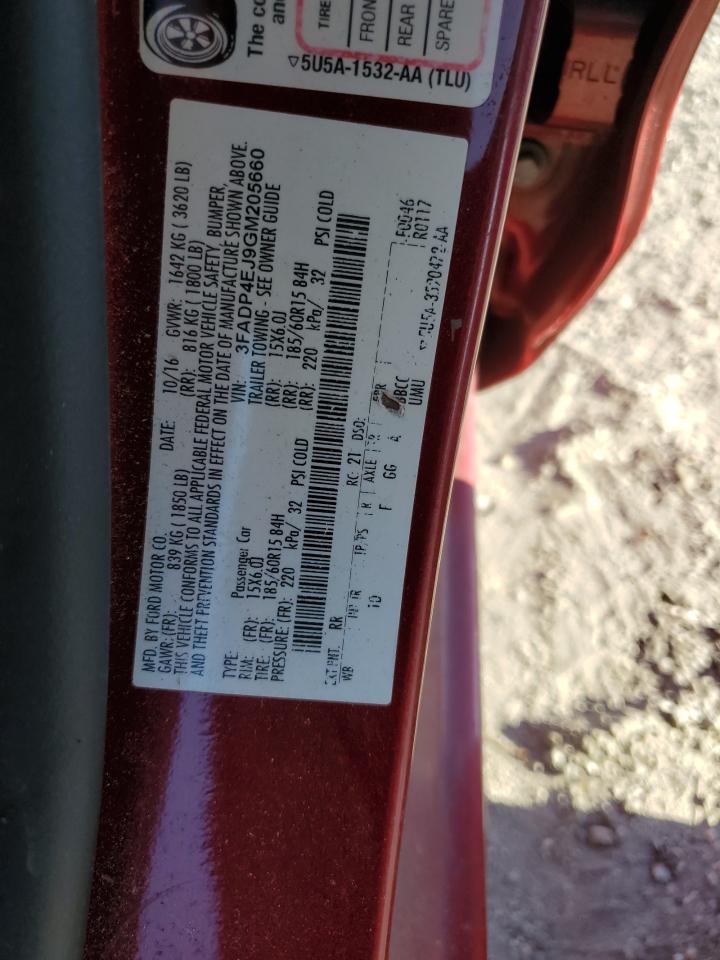 The co
and
TIRE
FRON
REAR
SPARE
5U5A-1532-AA (TLU)
MFD. BY FORD MOTOR CO.
DATE: 10/16 GVWR: 1642 KG ( 3620 LB)
GAWR:(FR): 839 KG ( 1850 LB) (RR): 816 KG ( 1800 LB)
THIS VEHICLE CONFORMS TO ALL APPLICABLE FEDERAL MOTOR VEHICLE SAFETY, BUMPER,
AND THEFT PREVENTION STANDARDS IN EFFECT ON THE DATE OF MANUFACTURE SHOWN ABOVE.
VIN: 3FADP4EJ9GM205660
TYPE: Passenger Car TRAILER TOWING - SEE OWNER GUIDE
RIM: (FR): 15X6.0J (RR): 15X6.0J
TIRE: (FR): 185/60R15 84H (RR): 185/60R15 84H
PRESSURE: (FR): 220 kPa/ 32 PSI COLD (RR): 220 kPa/ 32 PSI COLD
F0046
R0117
EXT PNT: RR RC: 21 DSO:
WB INT TR TP/PS R AXLE TR SPR
F GG A
UMU